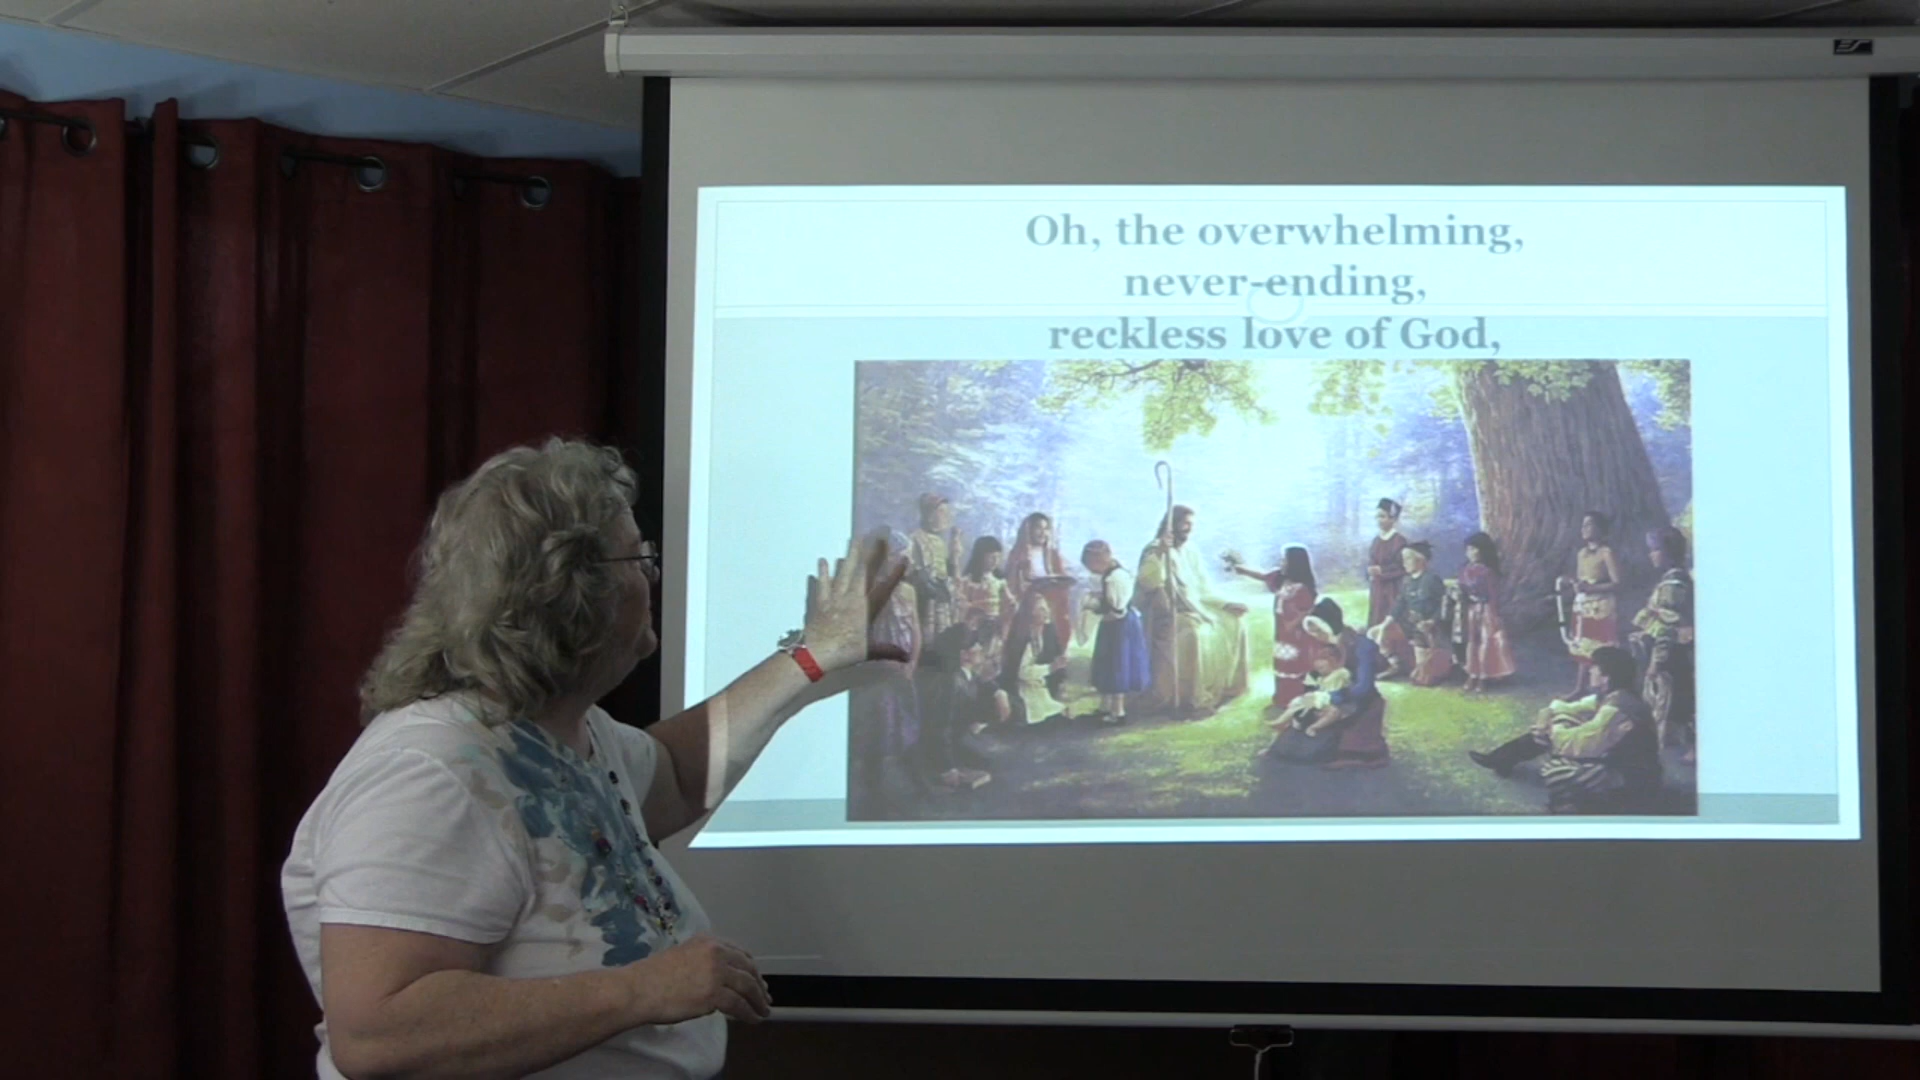 Oh, the overwhelming,
never-ending,
reckless love of God,